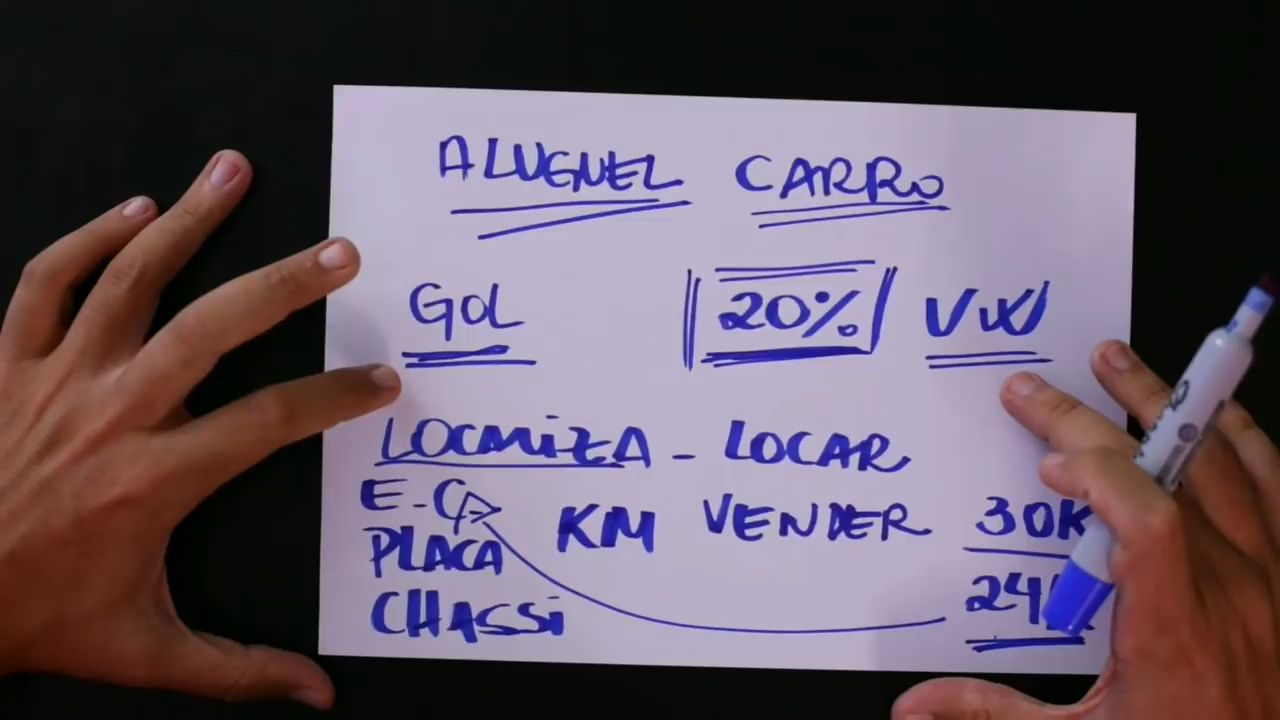 ALUGUEL CARRO
GOL 20% VW
LOCALIZA - LOCAR
E-C KM VENDER 30K
PLACA
CHASSI